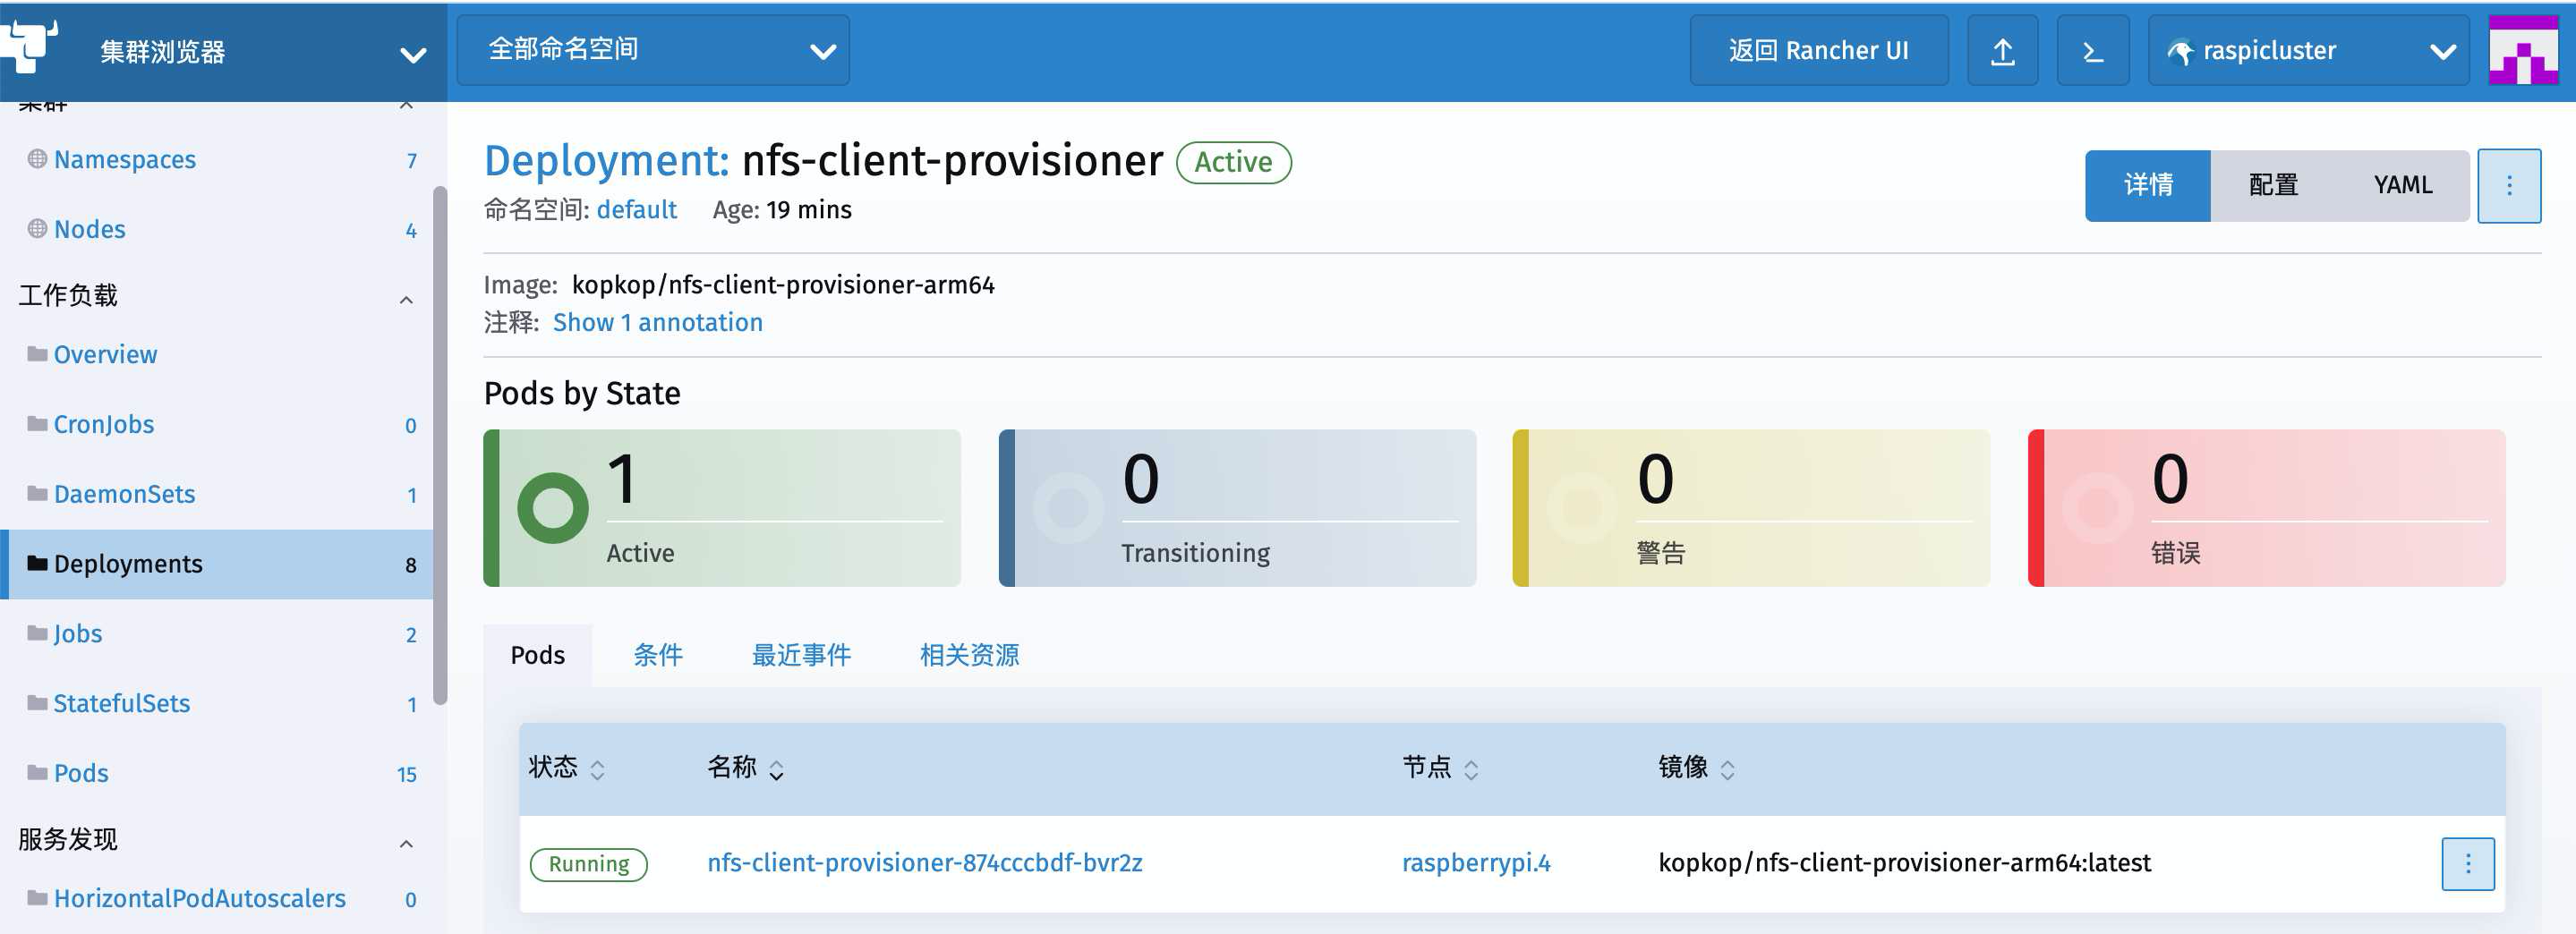 集群浏览器
全部命名空间
返回 Rancher UI
raspicluster
集群
Namespaces 7
Nodes 4
工作负载
Overview
CronJobs 0
DaemonSets 1
Deployments 8
Jobs 2
StatefulSets 1
Pods 15
服务发现
HorizontalPodAutoscalers 0
Deployment: nfs-client-provisioner Active
命名空间: default Age: 19 mins
详情 配置 YAML
Image: kopkop/nfs-client-provisioner-arm64
注释: Show 1 annotation
Pods by State
1
Active
0
Transitioning
0
警告
0
错误
Pods 条件 最近事件 相关资源
状态 名称 节点 镜像
Running nfs-client-provisioner-874cccbdf-bvr2z raspberrypi.4 kopkop/nfs-client-provisioner-arm64:latest